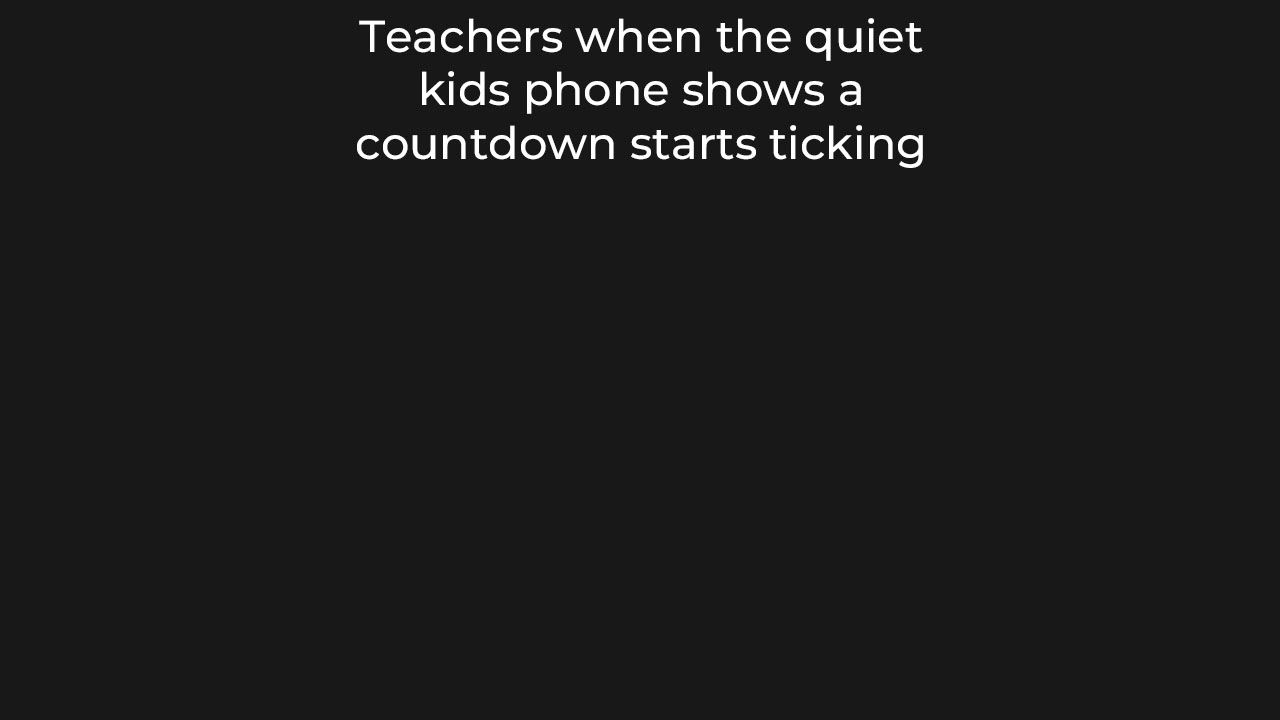 Teachers when the quiet
kids phone shows a
countdown starts ticking